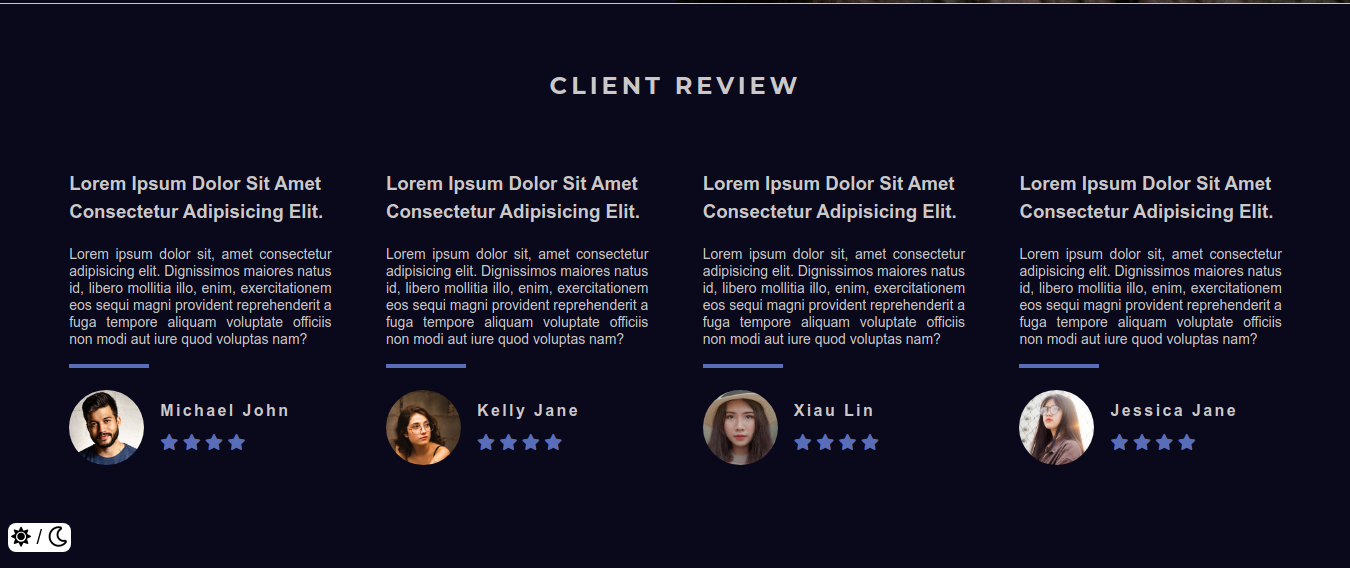 CLIENT REVIEW
Lorem Ipsum Dolor Sit Amet
Consectetur Adipisicing Elit.
Lorem ipsum dolor sit, amet consectetur
adipisicing elit. Dignissimos maiores natus
id, libero mollitia illo, enim, exercitationem
eos sequi magni provident reprehenderit a
fuga tempore aliquam voluptate officiis
non modi aut iure quod voluptas nam?
Michael John
Lorem Ipsum Dolor Sit Amet
Consectetur Adipisicing Elit.
Lorem ipsum dolor sit, amet consectetur
adipisicing elit. Dignissimos maiores natus
id, libero mollitia illo, enim, exercitationem
eos sequi magni provident reprehenderit a
fuga tempore aliquam voluptate officiis
non modi aut iure quod voluptas nam?
Kelly Jane
Lorem Ipsum Dolor Sit Amet
Consectetur Adipisicing Elit.
Lorem ipsum dolor sit, amet consectetur
adipisicing elit. Dignissimos maiores natus
id, libero mollitia illo, enim, exercitationem
eos sequi magni provident reprehenderit a
fuga tempore aliquam voluptate officiis
non modi aut iure quod voluptas nam?
Xiau Lin
Lorem Ipsum Dolor Sit Amet
Consectetur Adipisicing Elit.
Lorem ipsum dolor sit, amet consectetur
adipisicing elit. Dignissimos maiores natus
id, libero mollitia illo, enim, exercitationem
eos sequi magni provident reprehenderit a
fuga tempore aliquam voluptate officiis
non modi aut iure quod voluptas nam?
Jessica Jane
/